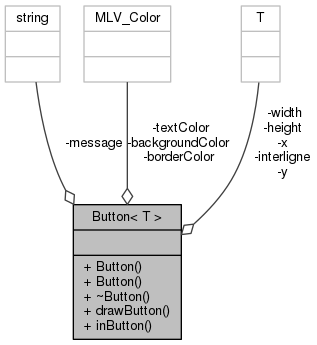 string
MLV_Color
T
-message
-textColor
-backgroundColor
-borderColor
-width
-height
-x
-interligne
-y
Button< T >
+ Button()
+ Button()
+ ~Button()
+ drawButton()
+ inButton()